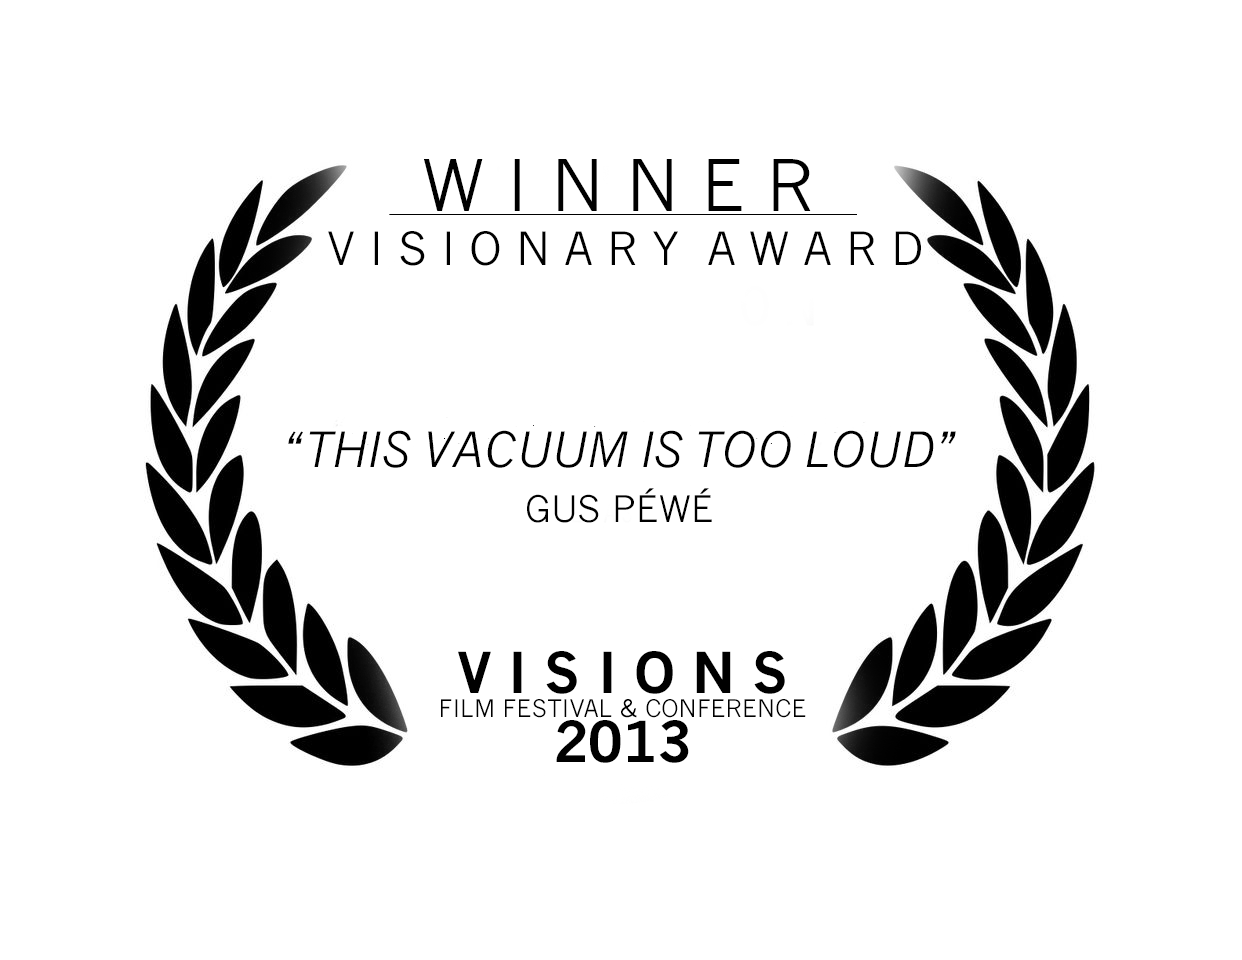 WINNER
VISIONARY AWARD
“THIS VACUUM IS TOO LOUD”
GUS PÉWÉ
VISIONS
FILM FESTIVAL & CONFERENCE
2013